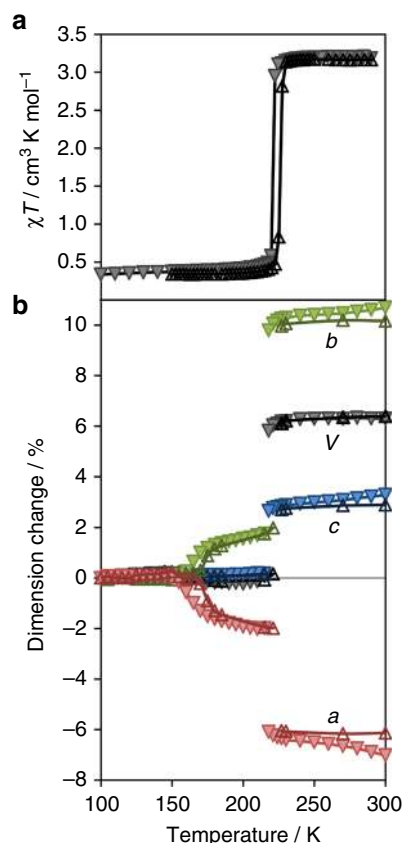 a
3.5
3.0
2.5
2.0
1.5
1.0
0.5
χT / cm³ K mol⁻¹
b
10
8
6
4
2
0
−2
−4
−6
−8
Dimension change / %
b
V
c
a
100 150 200 250 300
Temperature / K